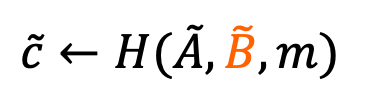 c̃ ← H(Ã, B̃, m)